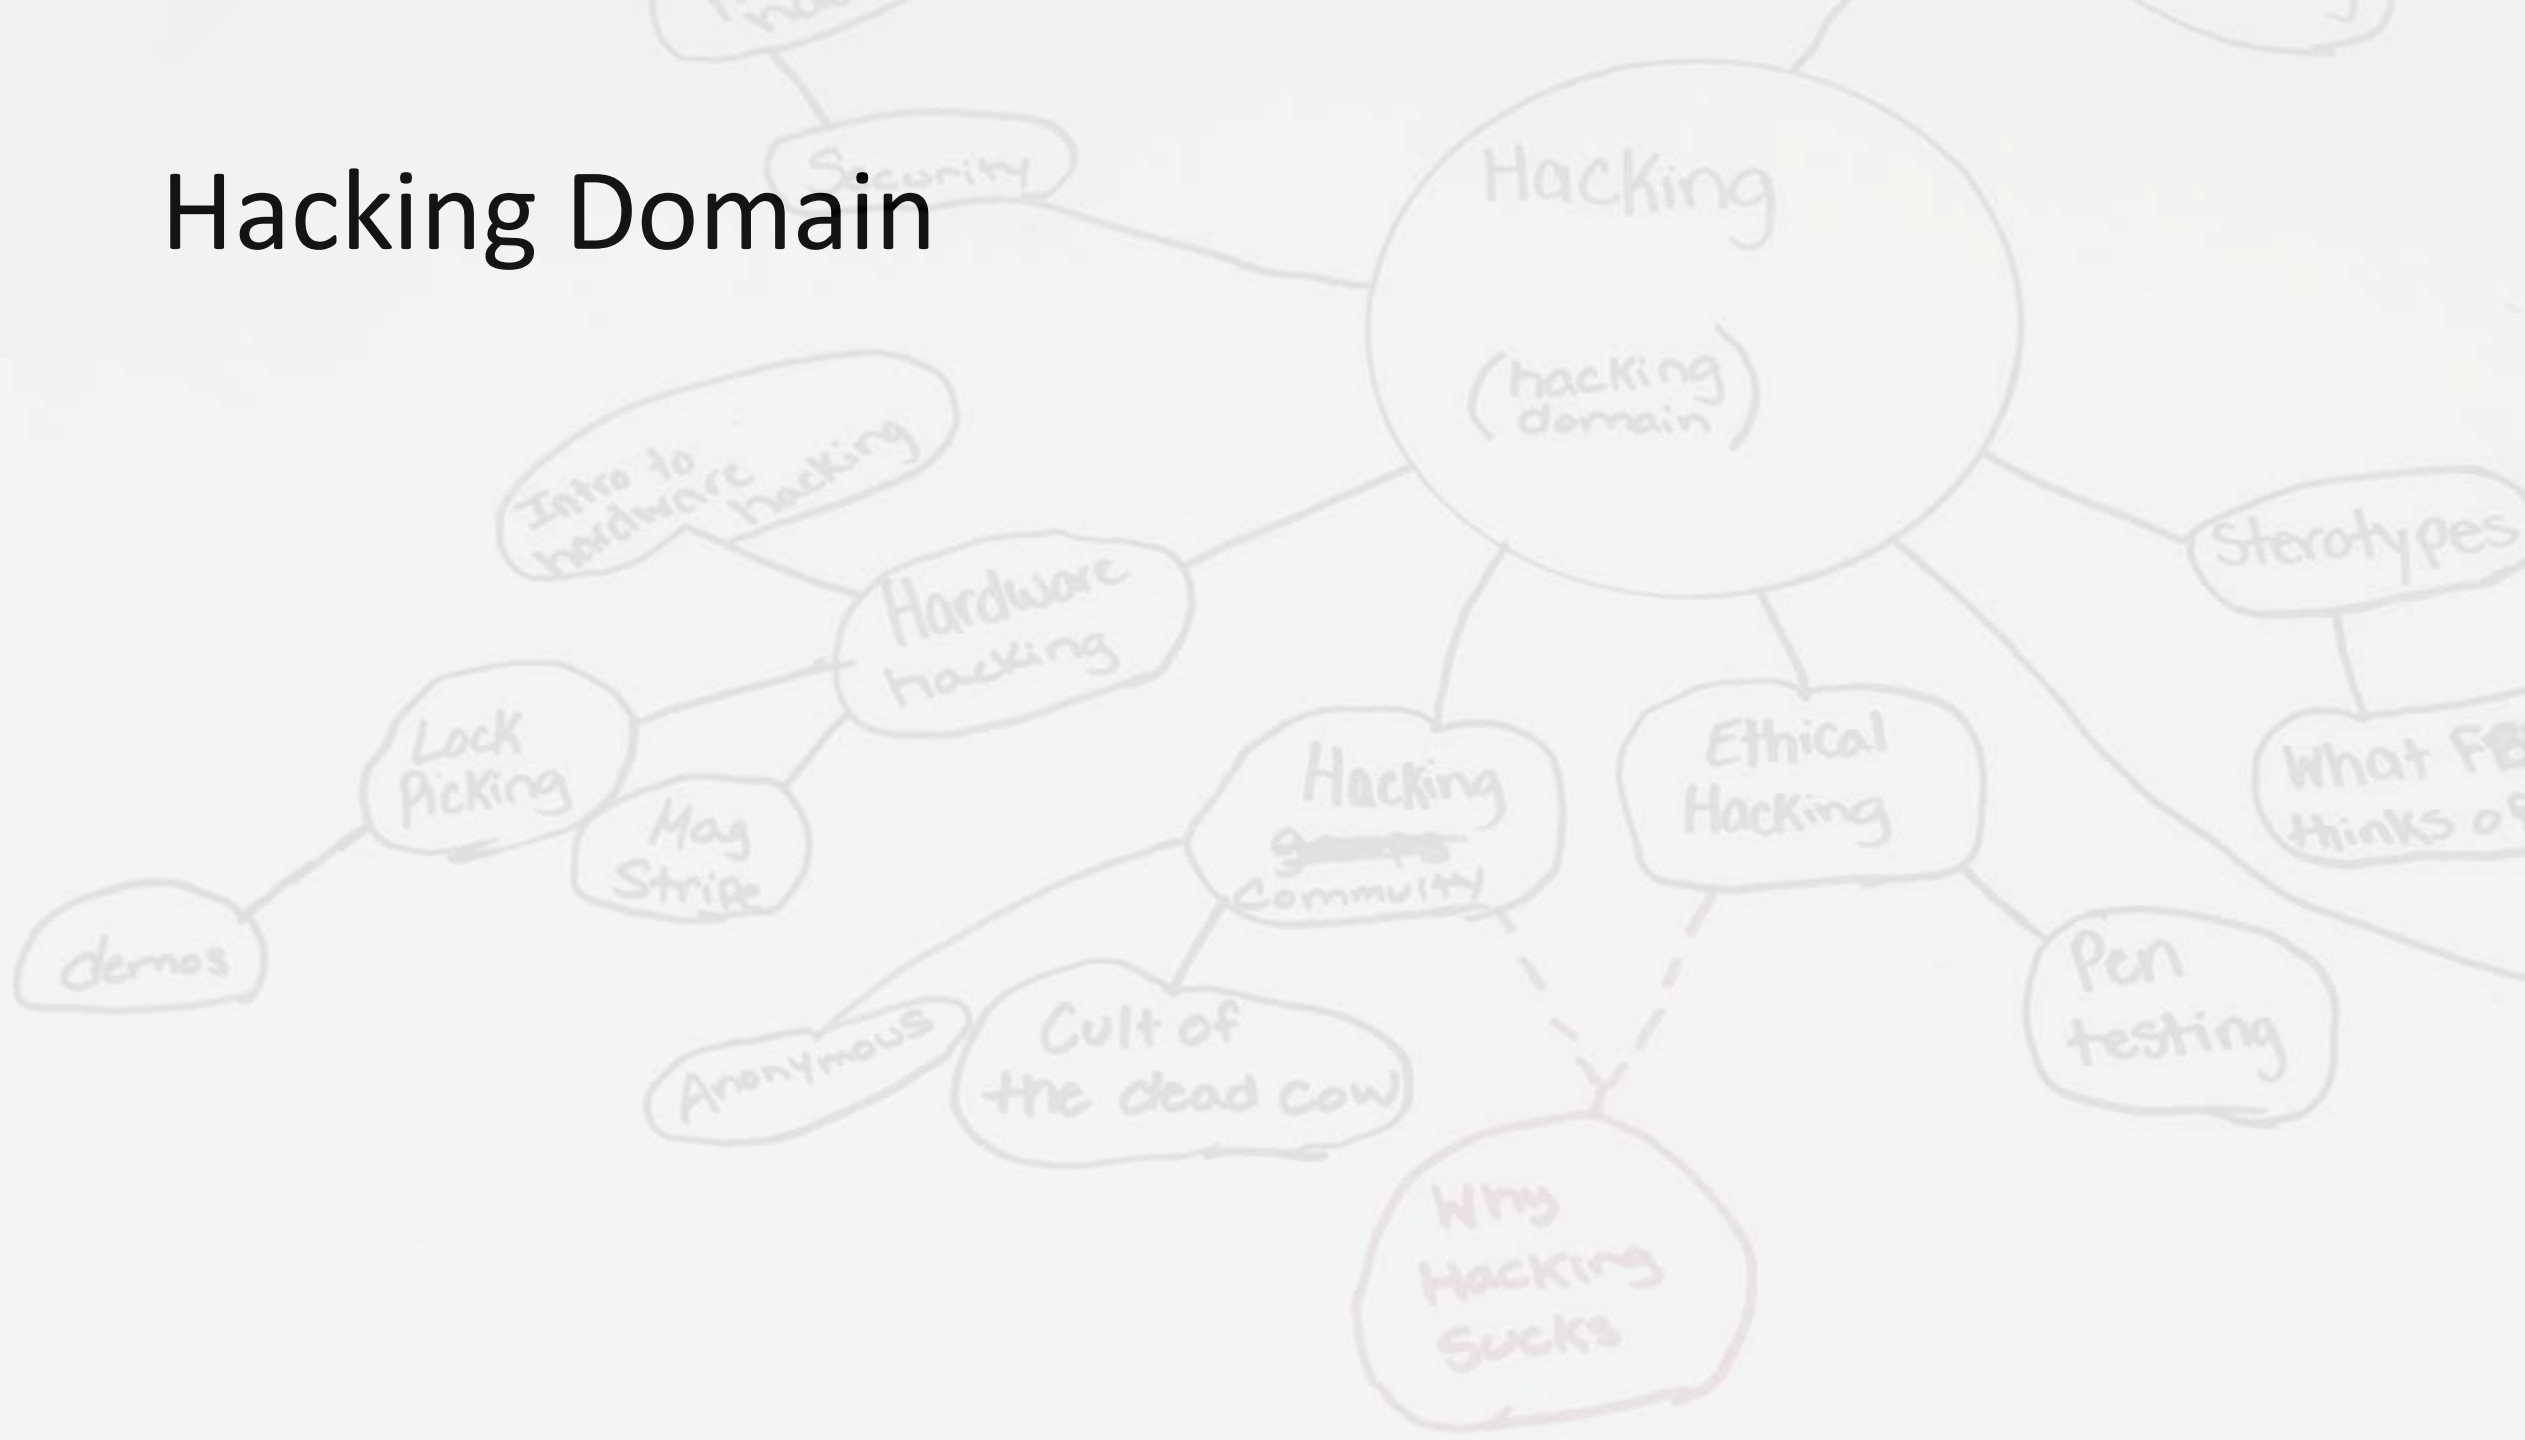 Hacking Domain
Security
Hacking
(hacking
domain)
Intro to
hardware
hacking
Hardware
hacking
Sterotypes
Lock
Picking
Mag
Stripe
demos
Hacking
Commuity
Ethical
Hacking
What FB
thinks of
Anonymous
Cult of
the dead cow
Pen
testing
Why
Hacking
Sucks